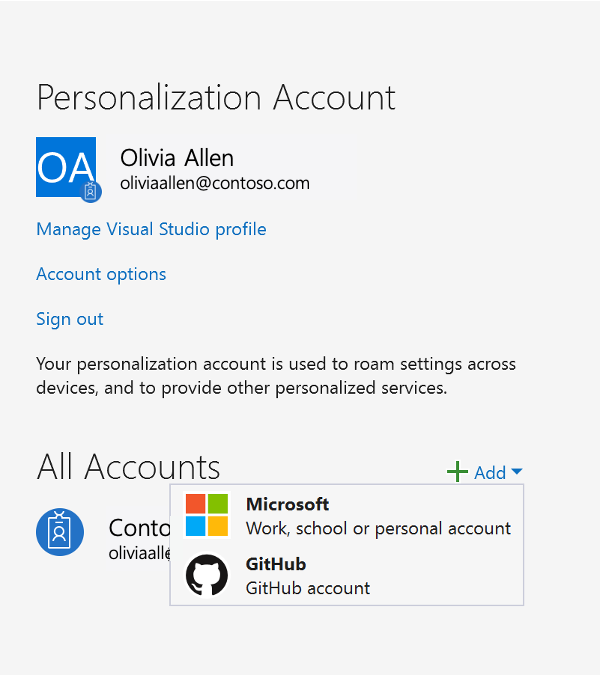 Personalization Account
OA
Olivia Allen
oliviaallen@contoso.com
Manage Visual Studio profile
Account options
Sign out
Your personalization account is used to roam settings across
devices, and to provide other personalized services.
All Accounts
Add
Microsoft
Work, school or personal account
GitHub
GitHub account